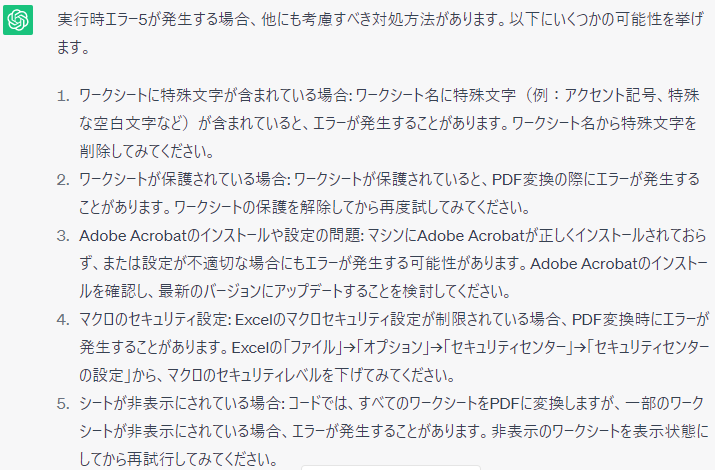 実行時エラー5が発生する場合、他にも考慮すべき対処方法があります。以下にいくつかの可能性を挙げ
ます。
1. ワークシートに特殊文字が含まれている場合: ワークシート名に特殊文字（例：アクセント記号、特殊
な空白文字など）が含まれていると、エラーが発生することがあります。ワークシート名から特殊文字を
削除してみてください。
2. ワークシートが保護されている場合: ワークシートが保護されていると、PDF変換の際にエラーが発生する
ことがあります。ワークシートの保護を解除してから再度試してみてください。
3. Adobe Acrobatのインストールや設定の問題: マシンにAdobe Acrobatが正しくインストールされておら
ず、または設定が不適切な場合にもエラーが発生する可能性があります。Adobe Acrobatのインストー
ルを確認し、最新のバージョンにアップデートすることを検討してください。
4. マクロのセキュリティ設定: Excelのマクロセキュリティ設定が制限されている場合、PDF変換時にエラーが
発生することがあります。Excelの「ファイル」→「オプション」→「セキュリティセンター」→「セキュリティセンター
の設定」から、マクロのセキュリティレベルを下げてみてください。
5. シートが非表示にされている場合: コードでは、すべてのワークシートをPDFに変換しますが、一部のワーク
シートが非表示にされている場合、エラーが発生することがあります。非表示のワークシートを表示状態に
してから再試行してみてください。